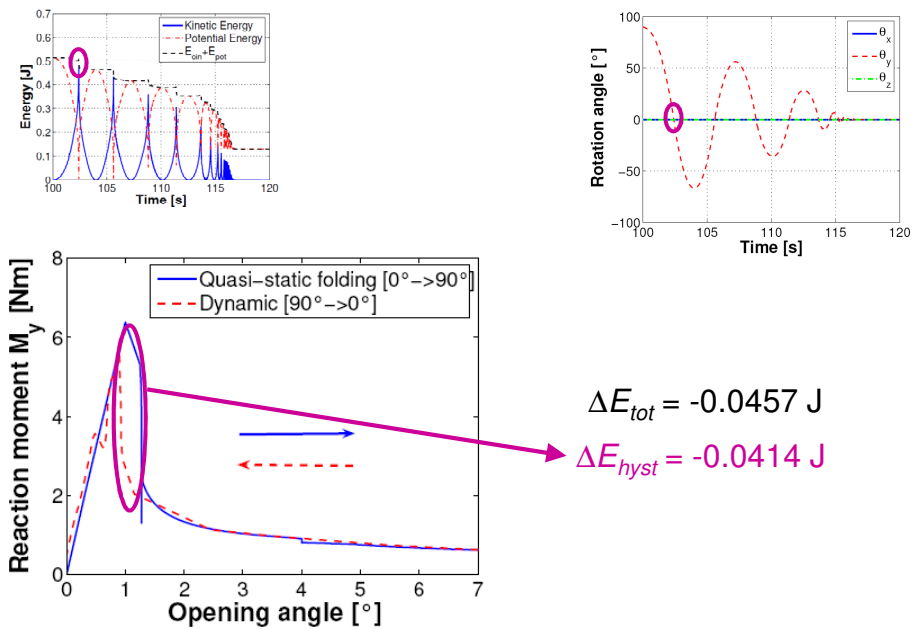 0.7
0.6
0.5
0.4
0.3
0.2
0.1
0
100 105 110 115 120
Energy [J]
Time [s]
Kinetic Energy
Potential Energy
E_cin+E_pot
100
50
0
−50
−100
100 105 110 115 120
Rotation angle [°]
Time [s]
θ_x
θ_y
θ_z
8
6
4
2
0
0 1 2 3 4 5 6 7
Reaction moment M_y [Nm]
Opening angle [°]
Quasi−static folding [0°−>90°]
Dynamic [90°−>0°]
ΔE_tot = -0.0457 J
ΔE_hyst = -0.0414 J